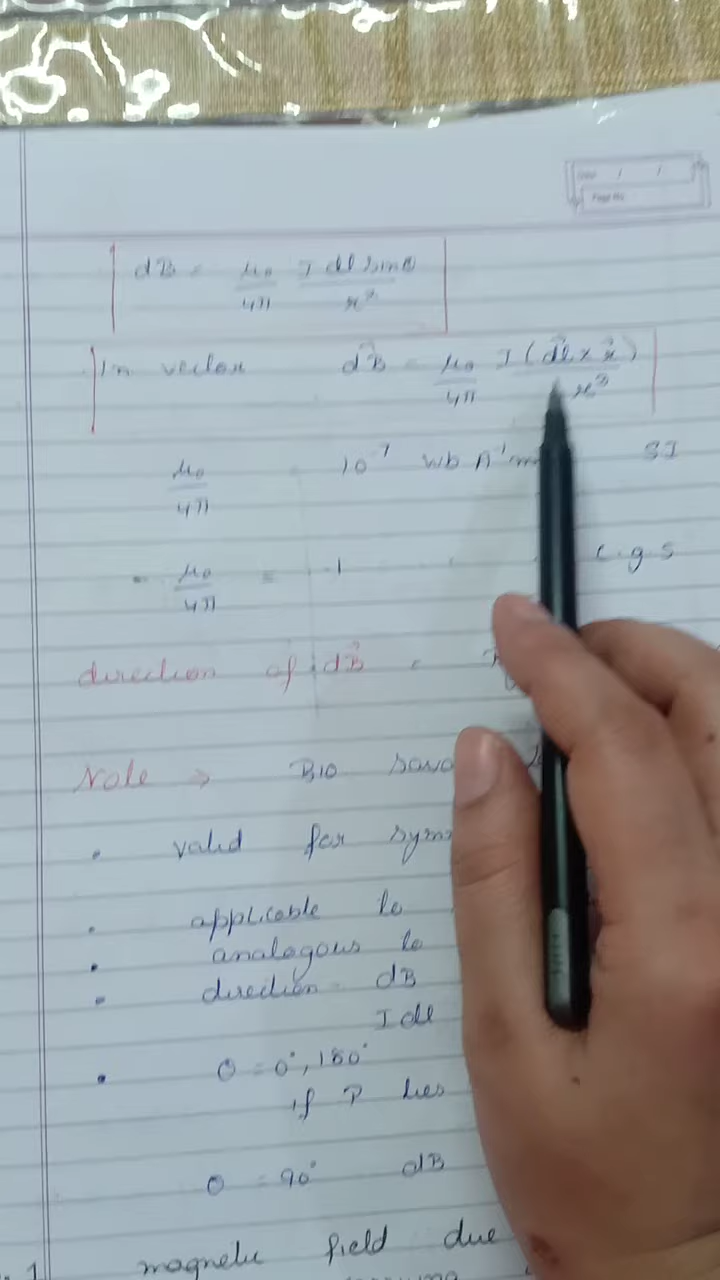 Page No.
dB = μ₀/4π I dl sinθ/r²
In vector dB⃗ = μ₀/4π I(dl⃗ × r⃗)/r³
μ₀/4π 10⁻⁷ wb A⁻¹m SI
- μ₀/4π = 1 c.g.s
direction of dB⃗ =
Note → BIO
• valid for
• applicable to
• analogous to
• direction dB
I dl
• θ = 0°, 180°
if P lies
θ = 90° dB
magnetic field due